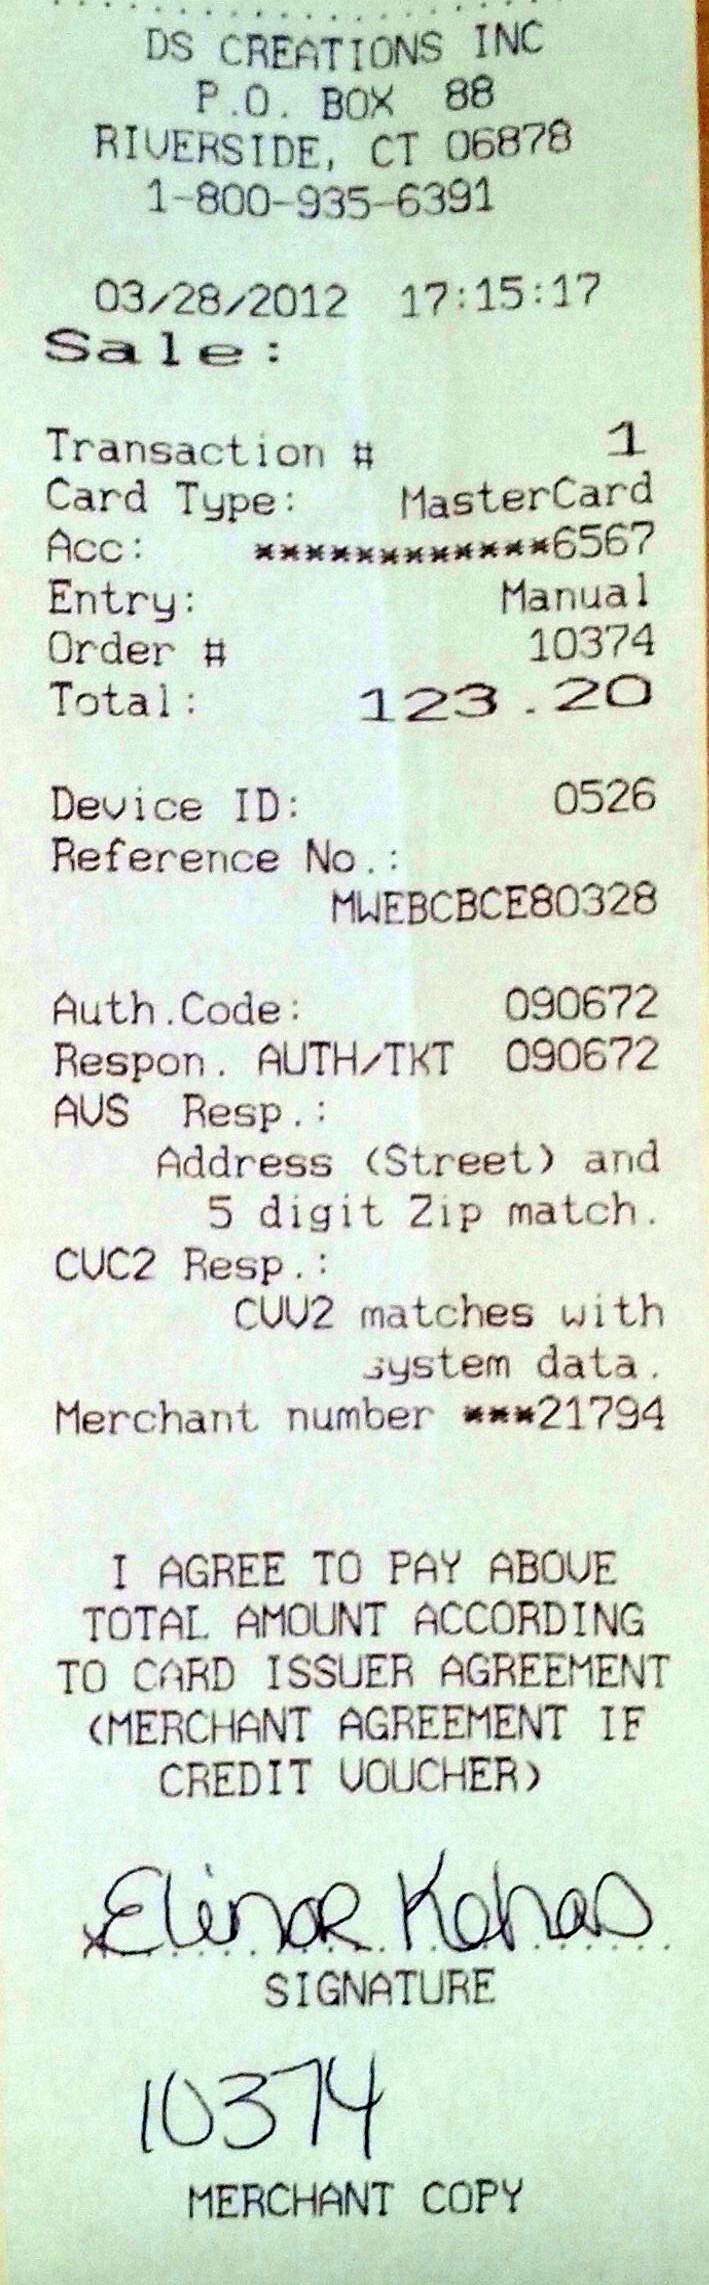 DS CREATIONS INC
P.O. BOX 88
RIVERSIDE, CT 06878
1-800-935-6391
03/28/2012 17:15:17
Sale:
Transaction # 1
Card Type: MasterCard
Acc: ************6567
Entry: Manual
Order # 10374
Total: 123.20
Device ID: 0526
Reference No.:
MWEBCBCE80328
Auth.Code: 090672
Respon. AUTH/TKT 090672
AVS Resp.:
Address (Street) and
5 digit Zip match.
CVC2 Resp.:
CVV2 matches with
system data.
Merchant number ***21794
I AGREE TO PAY ABOVE
TOTAL AMOUNT ACCORDING
TO CARD ISSUER AGREEMENT
(MERCHANT AGREEMENT IF
CREDIT VOUCHER)
x Elinor Kehas
SIGNATURE
10374
MERCHANT COPY